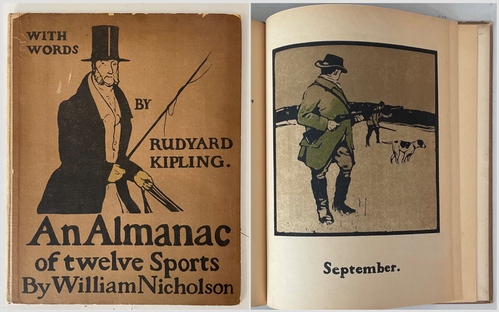 WITH
WORDS
BY
RUDYARD
KIPLING.
An Almanac
of twelve Sports
By William Nicholson
September.